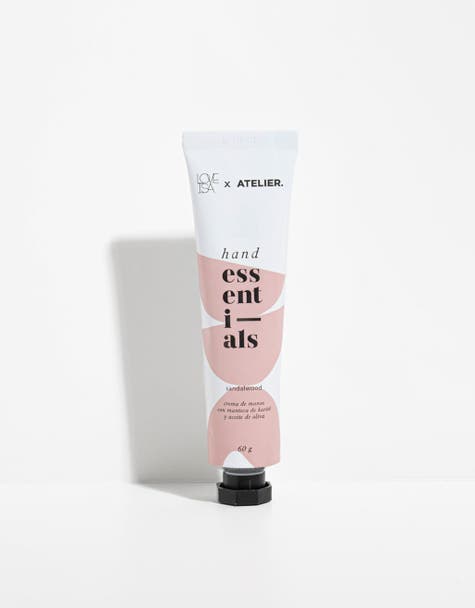 LOVE
ISA x ATELIER.
hand
ess
ent
i—
als
sandalwood
crema de manos
con manteca de karité
y aceite de oliva
60 g